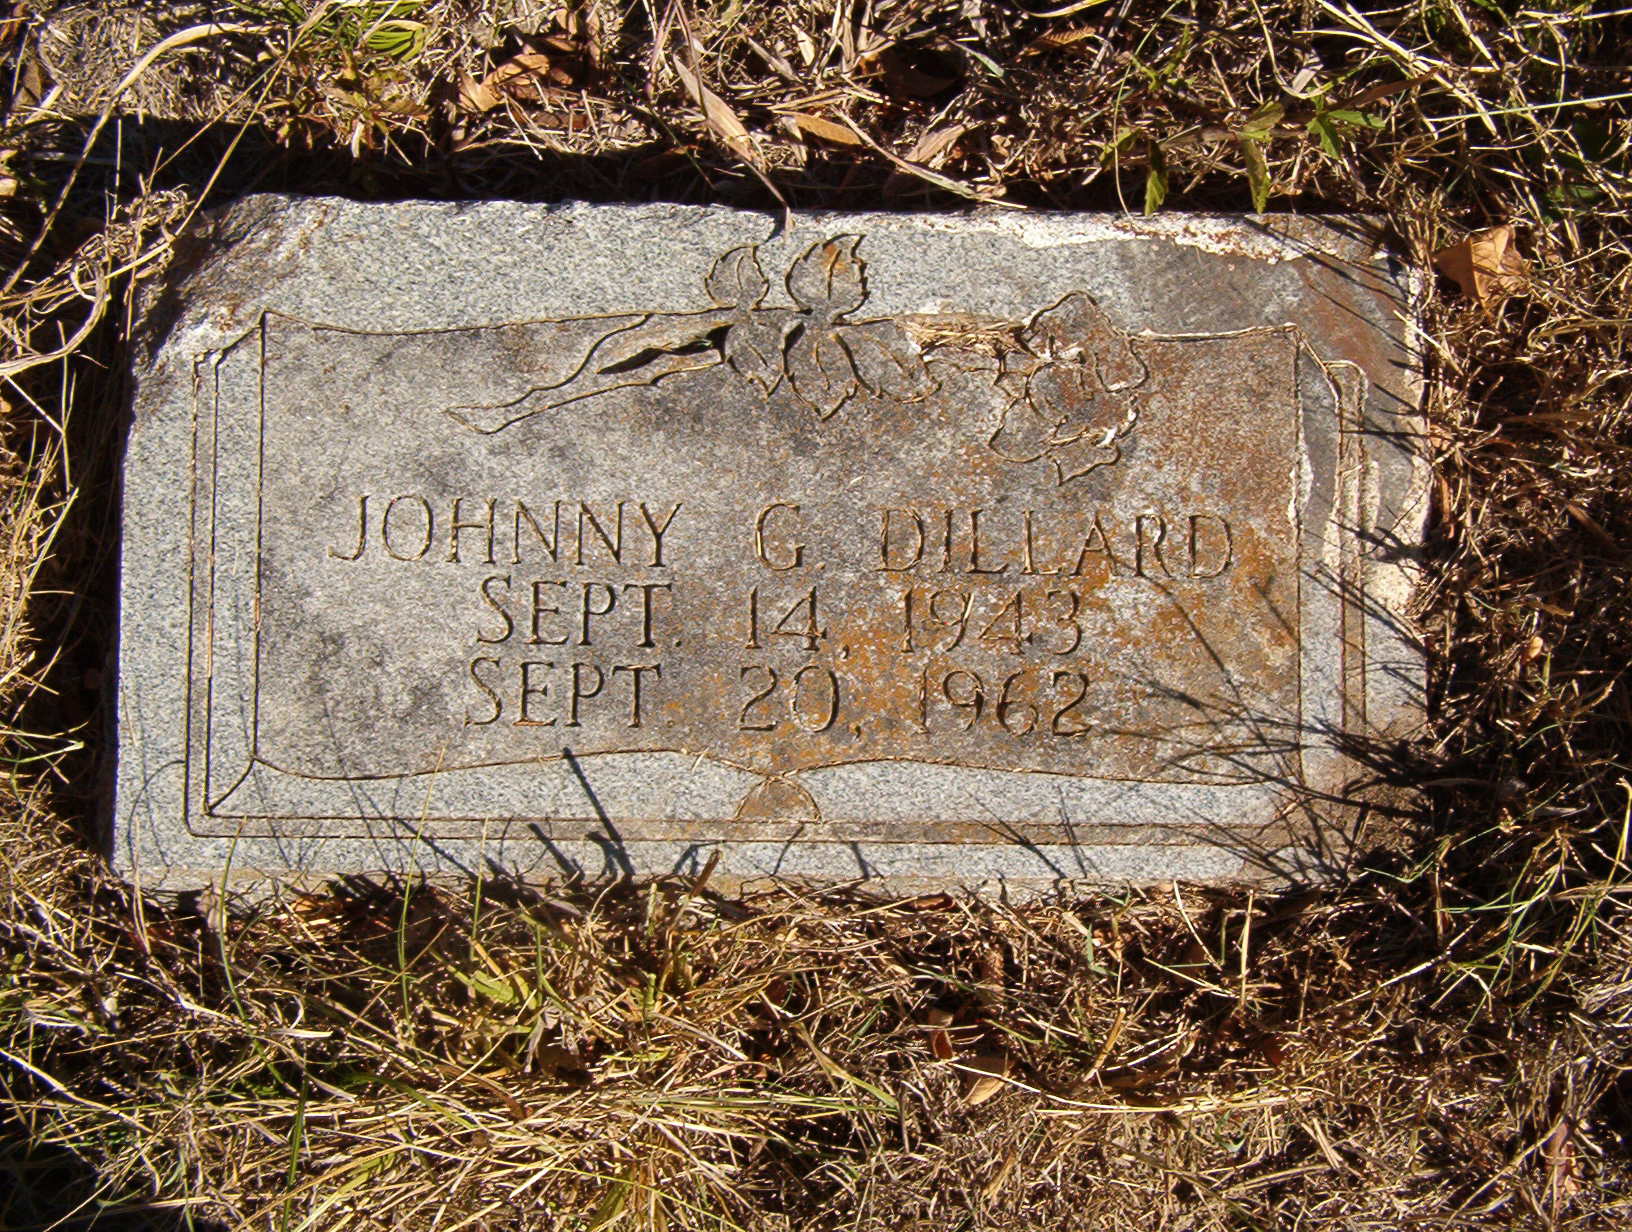 JOHNNY G. DILLARD
SEPT. 14, 1943
SEPT. 20, 1962